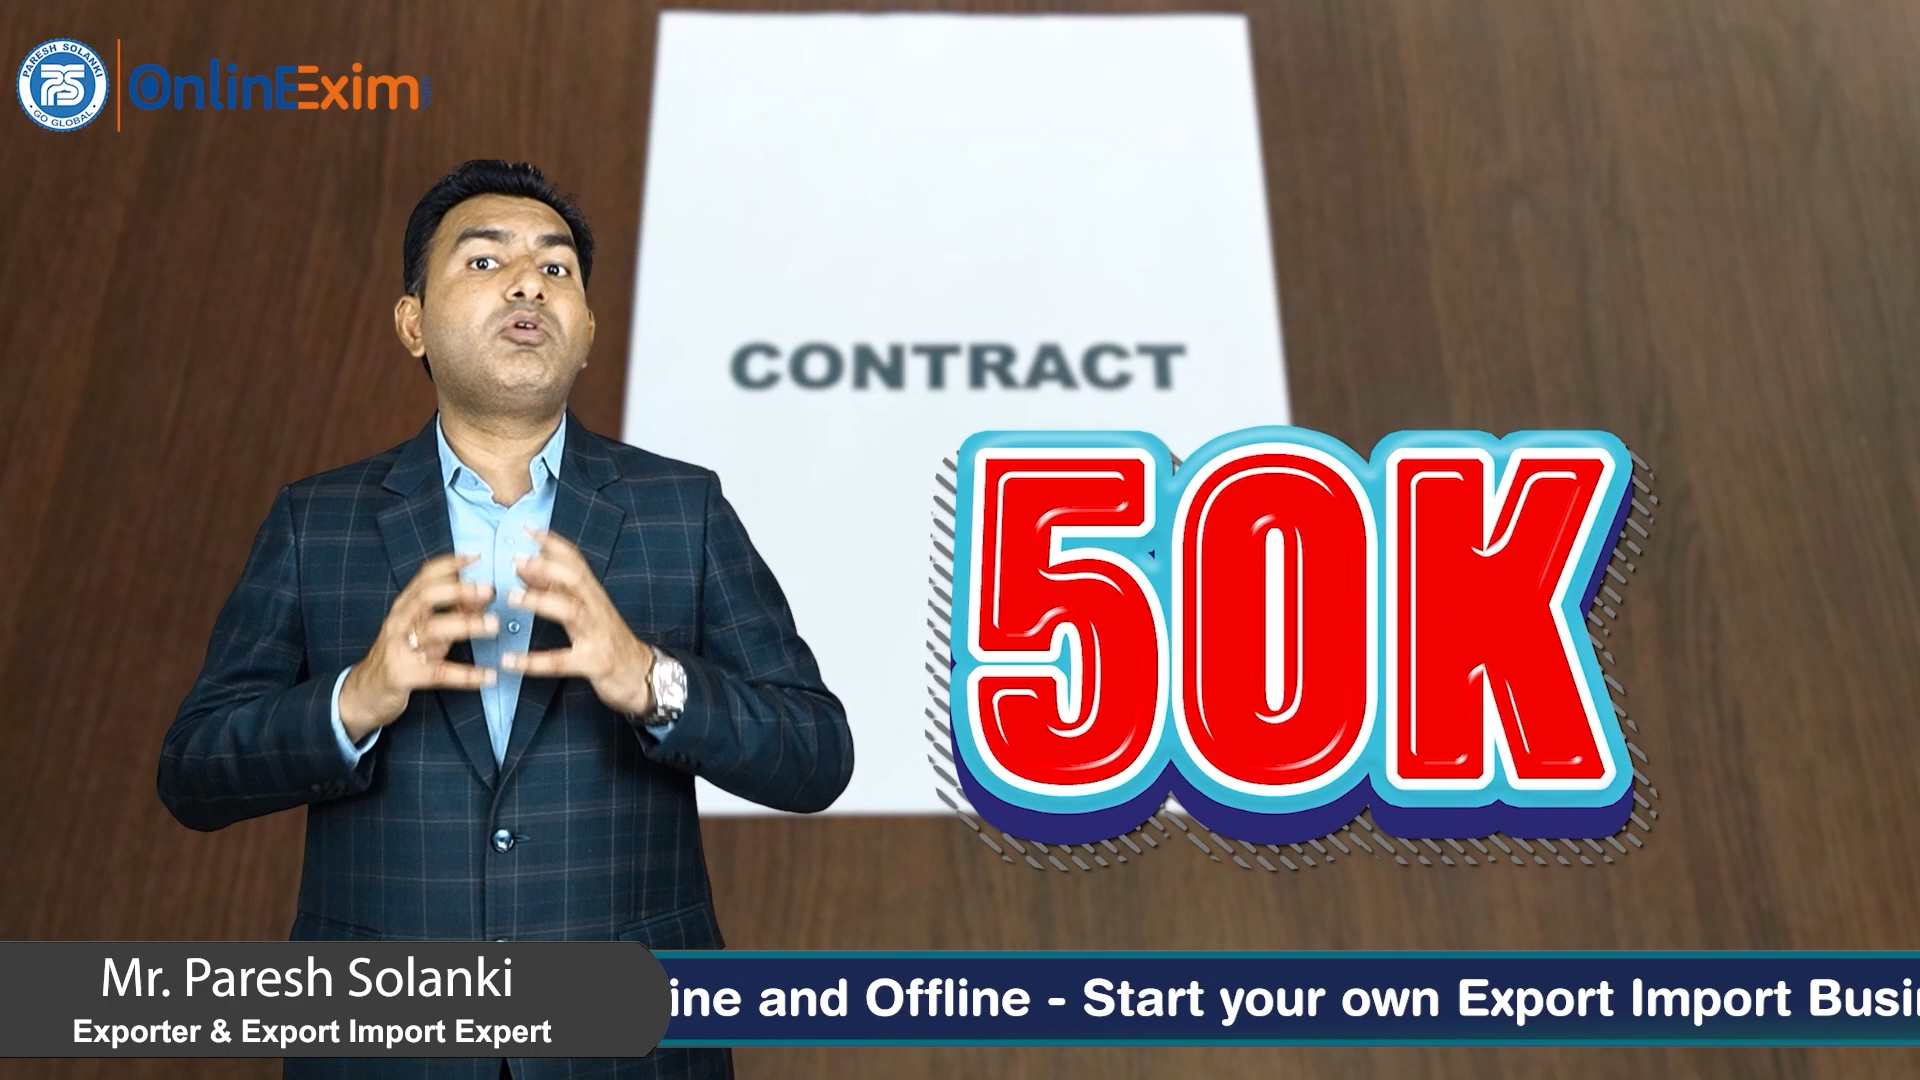 PARESH SOLANKI
PS
GO GLOBAL
OnlinExim
CONTRACT
50K
Mr. Paresh Solanki
Exporter & Export Import Expert
ine and Offline - Start your own Export Import Busi